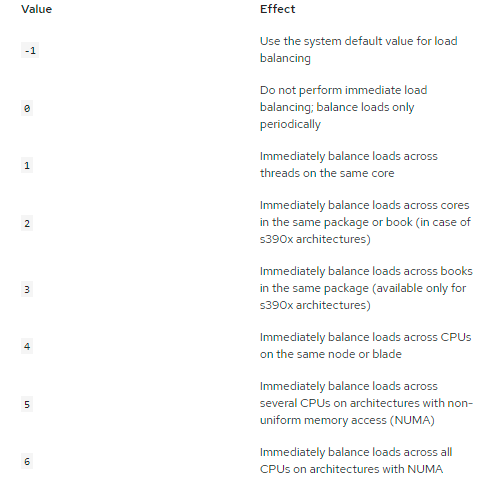 Value Effect
-1 Use the system default value for load
balancing
0 Do not perform immediate load
balancing; balance loads only
periodically
1 Immediately balance loads across
threads on the same core
2 Immediately balance loads across cores
in the same package or book (in case of
s390x architectures)
3 Immediately balance loads across books
in the same package (available only for
s390x architectures)
4 Immediately balance loads across CPUs
on the same node or blade
5 Immediately balance loads across
several CPUs on architectures with non-
uniform memory access (NUMA)
6 Immediately balance loads across all
CPUs on architectures with NUMA